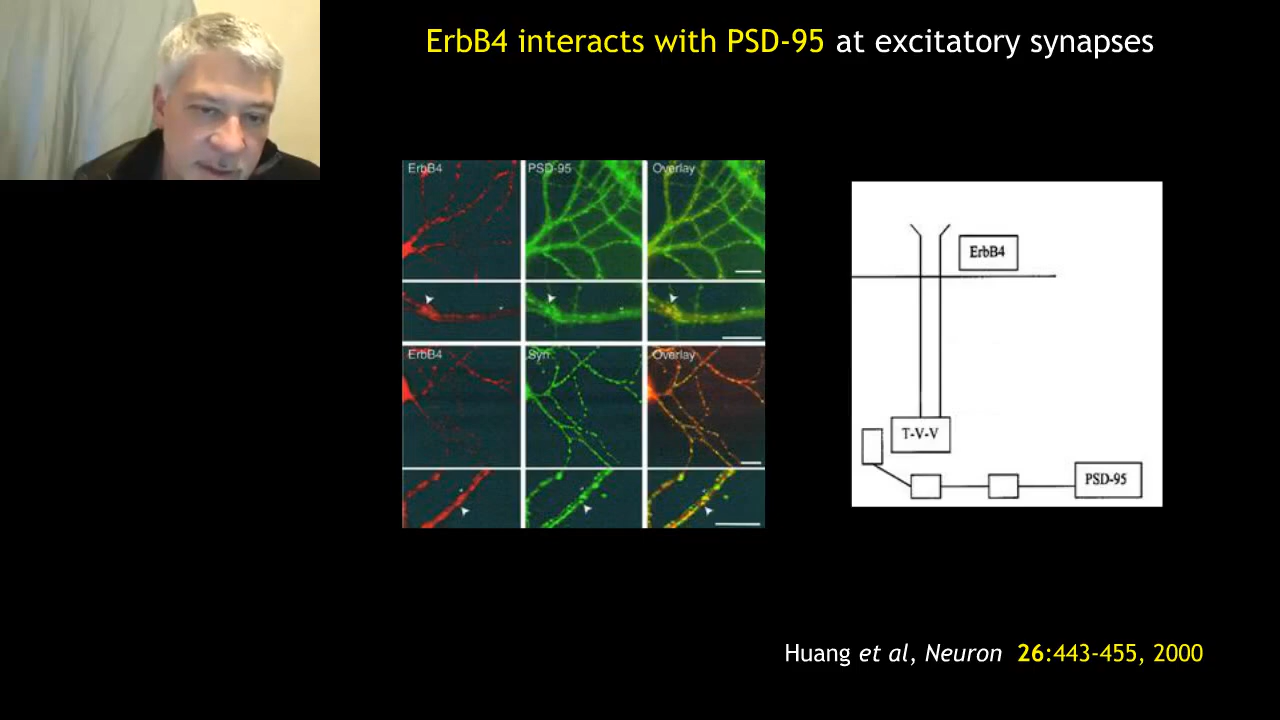 ErbB4 interacts with PSD-95 at excitatory synapses
ErbB4 PSD-95 Overlay
ErbB4 Syn Overlay
ErbB4
T-V-V
PSD-95
Huang et al, Neuron 26:443-455, 2000